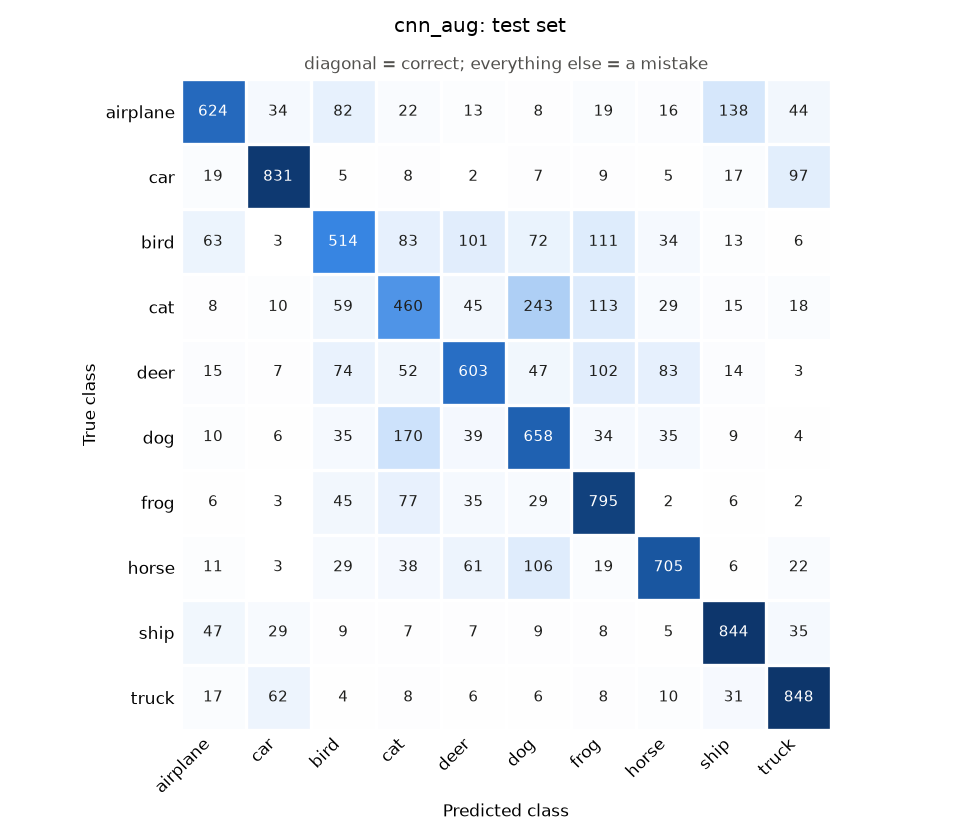 cnn_aug: test set
diagonal = correct; everything else = a mistake
airplane 624 34 82 22 13 8 19 16 138 44
car 19 831 5 8 2 7 9 5 17 97
bird 63 3 514 83 101 72 111 34 13 6
cat 8 10 59 460 45 243 113 29 15 18
deer 15 7 74 52 603 47 102 83 14 3
dog 10 6 35 170 39 658 34 35 9 4
frog 6 3 45 77 35 29 795 2 6 2
horse 11 3 29 38 61 106 19 705 6 22
ship 47 29 9 7 7 9 8 5 844 35
truck 17 62 4 8 6 6 8 10 31 848
True class
airplane car bird cat deer dog frog horse ship truck
Predicted class